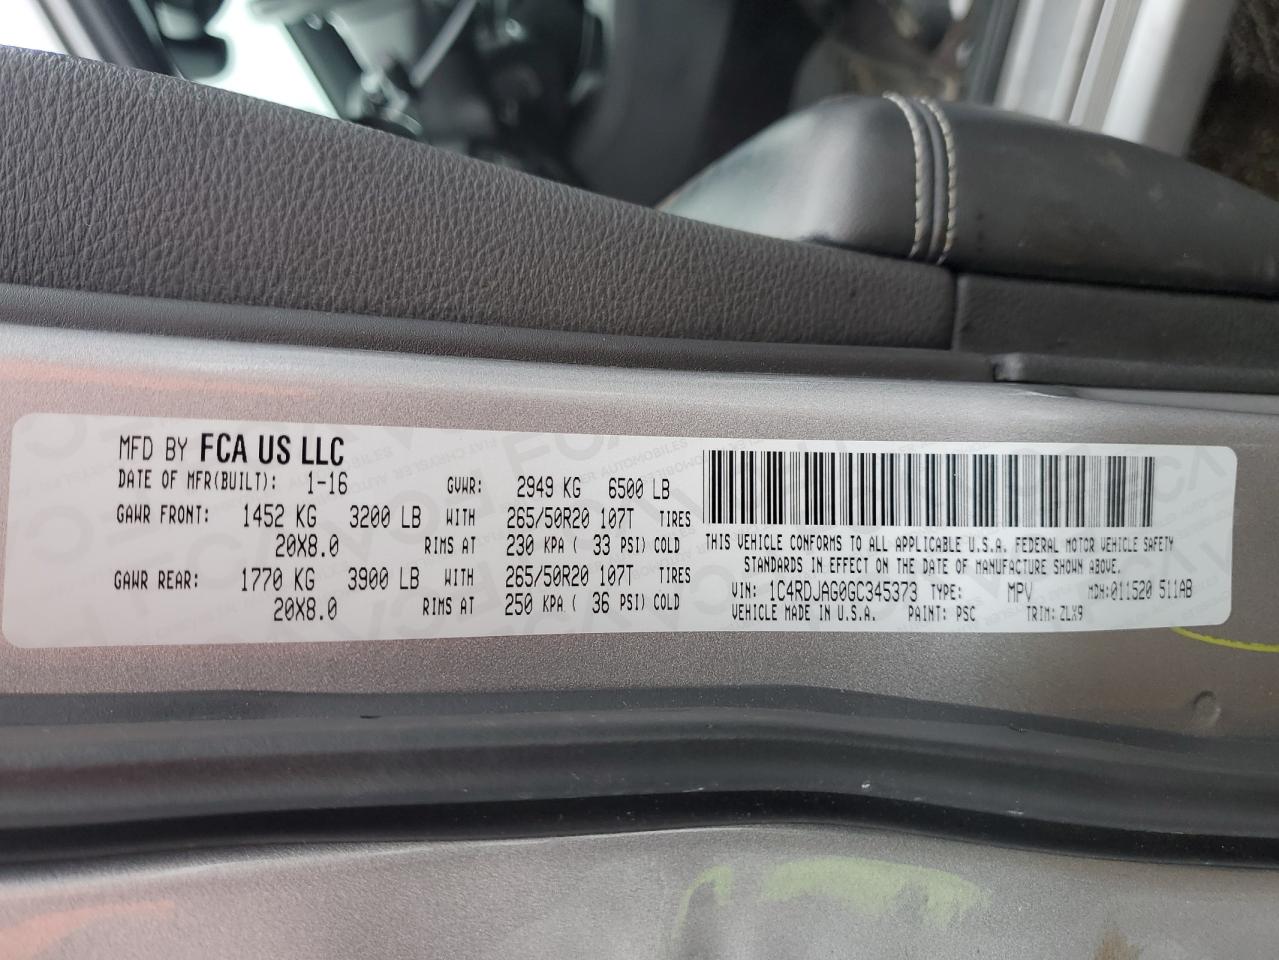 MFD BY FCA US LLC
DATE OF MFR(BUILT): 1-16 GVWR: 2949 KG 6500 LB
GAWR FRONT: 1452 KG 3200 LB WITH 265/50R20 107T TIRES
20X8.0 RIMS AT 230 KPA ( 33 PSI) COLD
GAWR REAR: 1770 KG 3900 LB WITH 265/50R20 107T TIRES
20X8.0 RIMS AT 250 KPA ( 36 PSI) COLD
THIS VEHICLE CONFORMS TO ALL APPLICABLE U.S.A. FEDERAL MOTOR VEHICLE SAFETY
STANDARDS IN EFFECT ON THE DATE OF MANUFACTURE SHOWN ABOVE.
VIN: 1C4RDJAG0GC345373 TYPE: MPV MDH: 011520 511AB
VEHICLE MADE IN U.S.A. PAINT: PSC TRIM: ZLX9